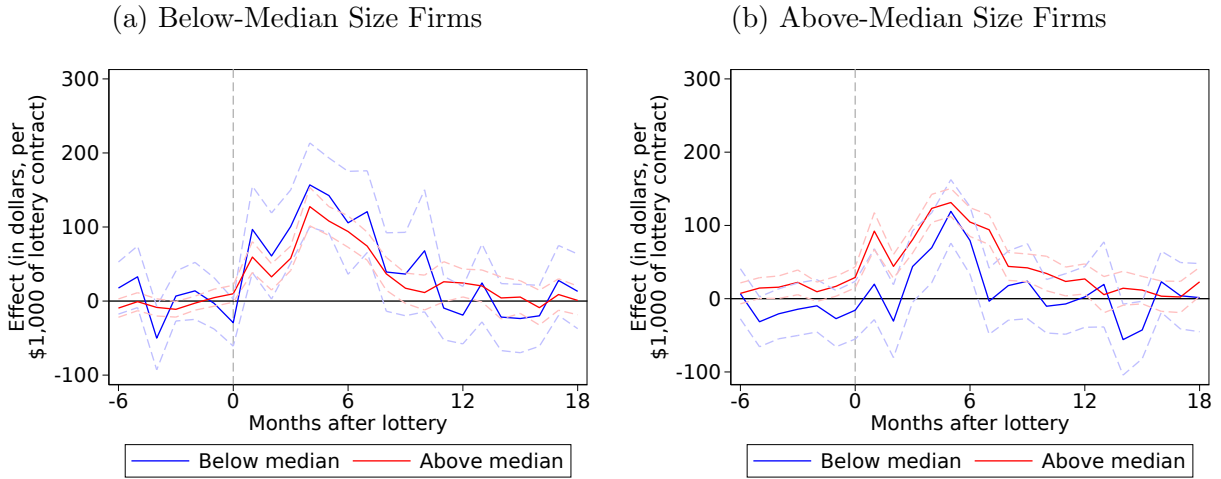 (a) Below-Median Size Firms
Effect (in dollars, per
$1,000 of lottery contract)
300
200
100
0
-100
-6 0 6 12 18
Months after lottery
Below median Above median
(b) Above-Median Size Firms
Effect (in dollars, per
$1,000 of lottery contract)
300
200
100
0
-100
-6 0 6 12 18
Months after lottery
Below median Above median